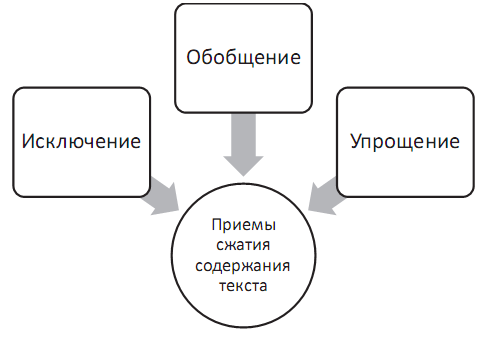 Обобщение
Исключение
Упрощение
Приемы
сжатия
содержания
текста